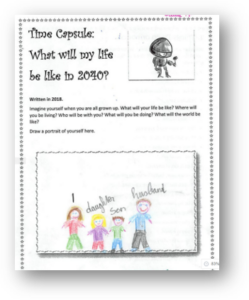 Time Capsule:
What will my life
be like in 2040?
Written in 2018.
Imagine yourself when you are all grown up. What will your life be like? Where will
you be living? Who will be with you? What will you be doing? What will the world be
like?
Draw a portrait of yourself here.
I daughter Son husband